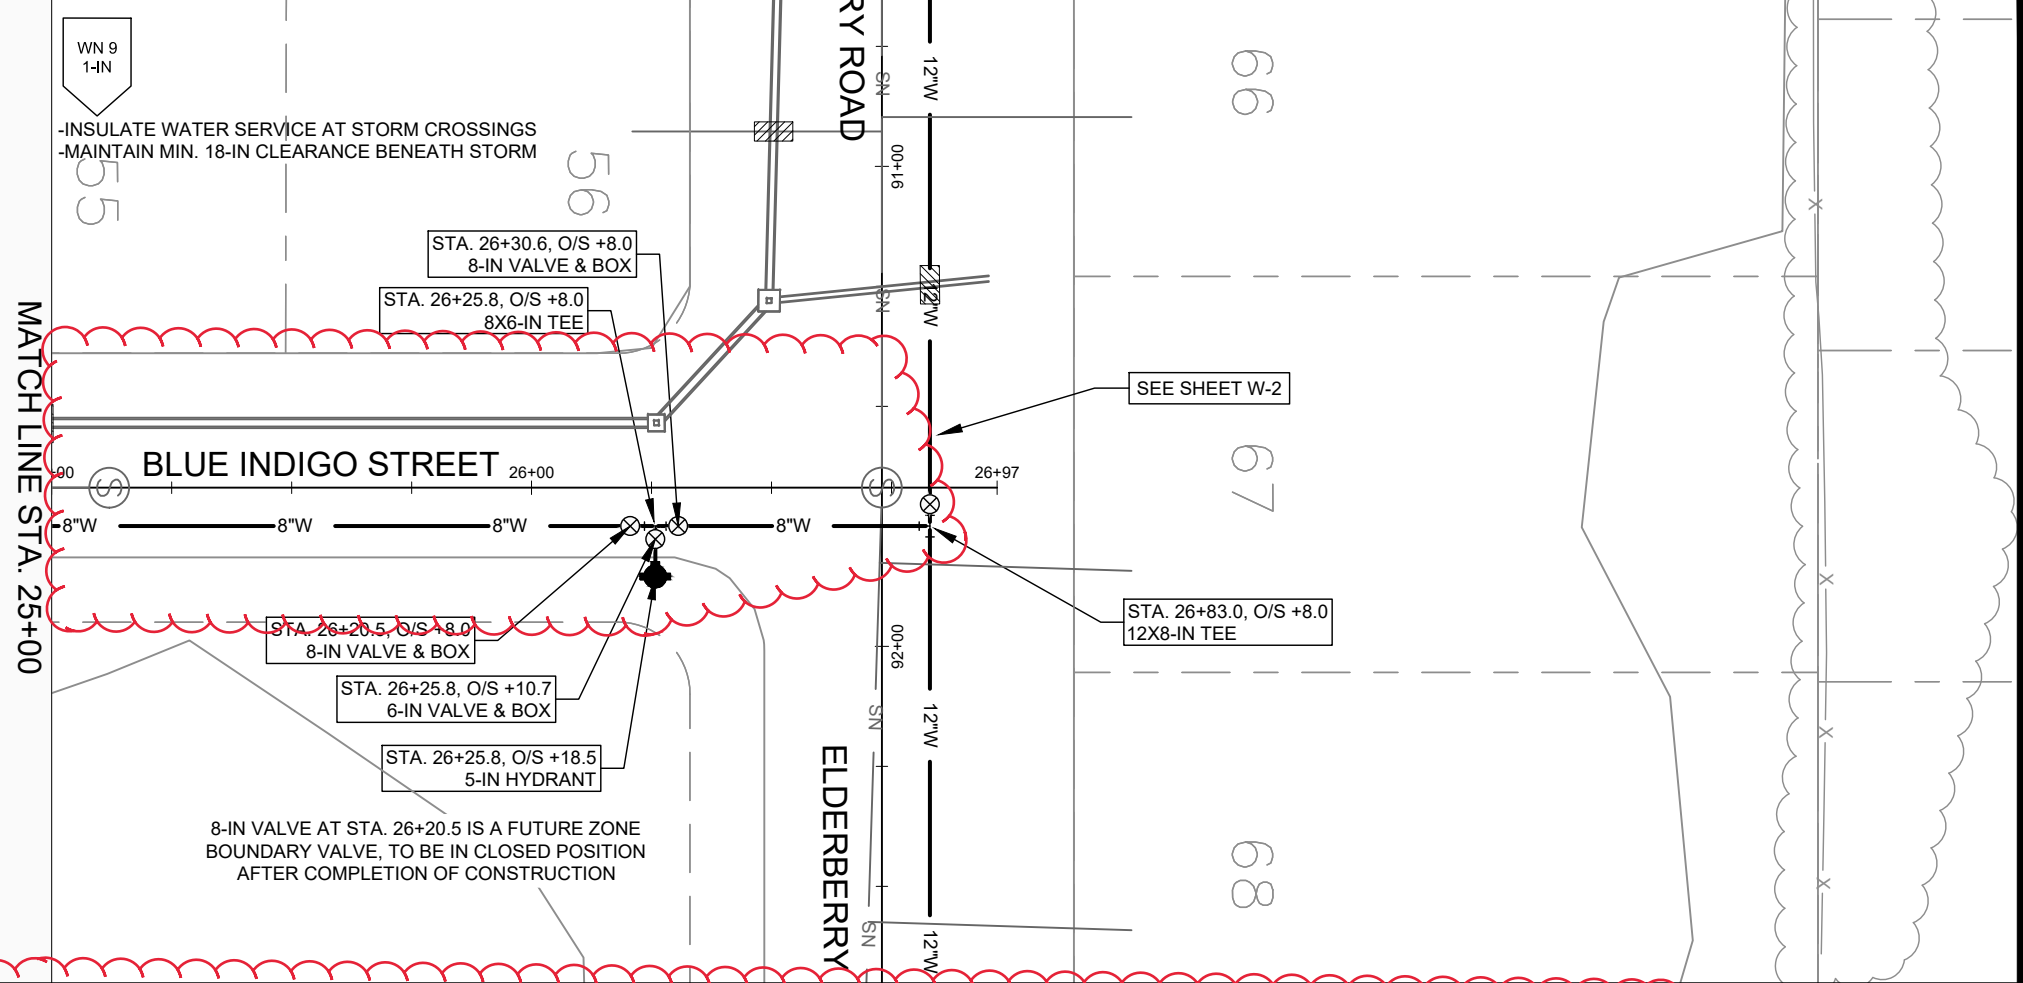 WN 9
1-IN
-INSULATE WATER SERVICE AT STORM CROSSINGS
-MAINTAIN MIN. 18-IN CLEARANCE BENEATH STORM
55
56
RY ROAD
SN
12"W
91+00
66
STA. 26+30.6, O/S +8.0
8-IN VALVE & BOX
STA. 26+25.8, O/S +8.0
8X6-IN TEE
SN
12"W
MATCH LINE STA. 25+00
SEE SHEET W-2
BLUE INDIGO STREET
+00
26+00
26+97
S
S
67
8"W
8"W
8"W
8"W
STA. 26+20.5, O/S +8.0
8-IN VALVE & BOX
STA. 26+83.0, O/S +8.0
12X8-IN TEE
92+00
STA. 26+25.8, O/S +10.7
6-IN VALVE & BOX
SN
12"W
STA. 26+25.8, O/S +18.5
5-IN HYDRANT
ELDERBERRY
8-IN VALVE AT STA. 26+20.5 IS A FUTURE ZONE
BOUNDARY VALVE, TO BE IN CLOSED POSITION
AFTER COMPLETION OF CONSTRUCTION
68
SN
12"W
X
X
X
X